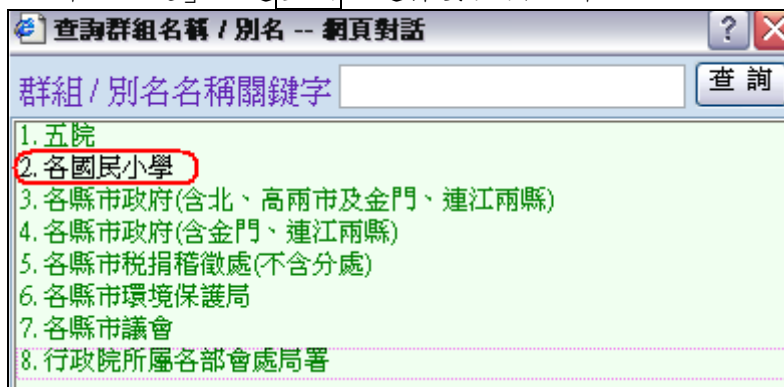 查詢群組名稱 / 別名 -- 網頁對話
群組 / 別名名稱關鍵字
查 詢
1. 五院
2. 各國民小學
3. 各縣市政府(含北、高兩市及金門、連江兩縣)
4. 各縣市政府(含金門、連江兩縣)
5. 各縣市稅捐稽徵處(不含分處)
6. 各縣市環境保護局
7. 各縣市議會
8. 行政院所屬各部會處局署